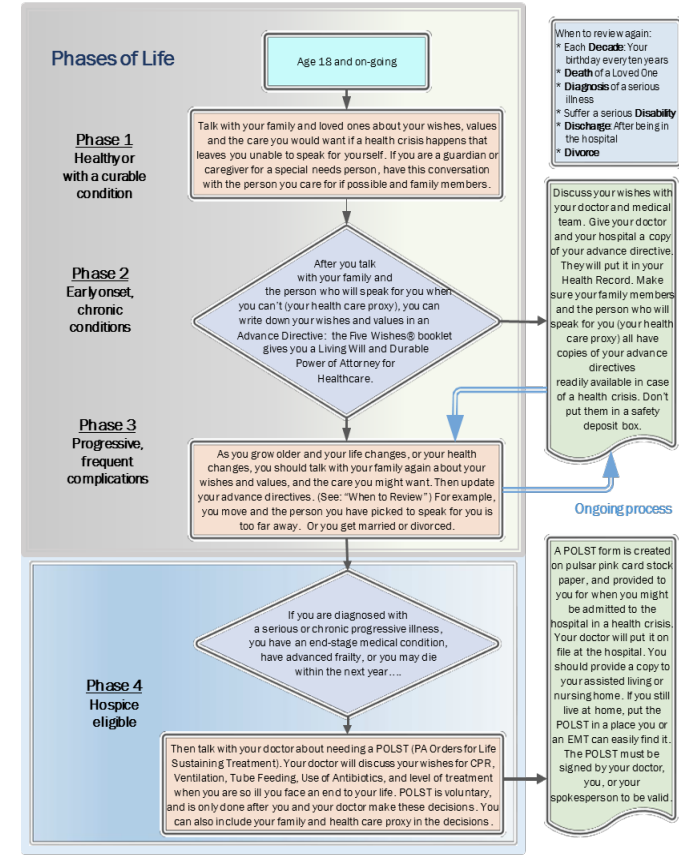 Phases of Life
Age 18 and on-going
When to review again:
* Each Decade: Your
birthday every ten years
* Death of a Loved One
* Diagnosis of a serious
illness
* Suffer a serious Disability
* Discharge: After being in
the hospital
* Divorce
Phase 1
Healthy or
with a curable
condition
Talk with your family and loved ones about your wishes, values
and the care you would want if a health crisis happens that
leaves you unable to speak for yourself. If you are a guardian or
caregiver for a special needs person, have this conversation
with the person you care for if possible and family members.
Phase 2
Early onset,
chronic
conditions
After you talk
with your family and
the person who will speak for you when
you can't (your health care proxy), you can
write down your wishes and values in an
Advance Directive: the Five Wishes® booklet
gives you a Living Will and Durable
Power of Attorney for
Healthcare.
Discuss your wishes with
your doctor and medical
team. Give your doctor
and your hospital a copy
of your advance directive.
They will put it in your
Health Record. Make
sure your family members
and the person who will
speak for you (your health
care proxy) all have
copies of your advance
directives
readily available in case
of a health crisis. Don't
put them in a safety
deposit box.
Phase 3
Progressive,
frequent
complications
As you grow older and your life changes, or your health
changes, you should talk with your family again about your
wishes and values, and the care you might want. Then update
your advance directives. (See: "When to Review") For example,
you move and the person you have picked to speak for you is
too far away. Or you get married or divorced.
Ongoing process
Phase 4
Hospice
eligible
If you are diagnosed with
a serious or chronic progressive illness,
you have an end-stage medical condition,
have advanced frailty, or you may die
within the next year....
Then talk with your doctor about needing a POLST (PA Orders for Life
Sustaining Treatment). Your doctor will discuss your wishes for CPR,
Ventilation, Tube Feeding, Use of Antibiotics, and level of treatment
when you are so ill you face an end to your life. POLST is voluntary,
and is only done after you and your doctor make these decisions. You
can also include your family and health care proxy in the decisions.
A POLST form is created
on pulsar pink card stock
paper, and provided to
you for when you might
be admitted to the
hospital in a health crisis.
Your doctor will put it on
file at the hospital. You
should provide a copy to
your assisted living or
nursing home. If you still
live at home, put the
POLST in a place you or
an EMT can easily find it.
The POLST must be
signed by your doctor,
you, or your
spokesperson to be valid.